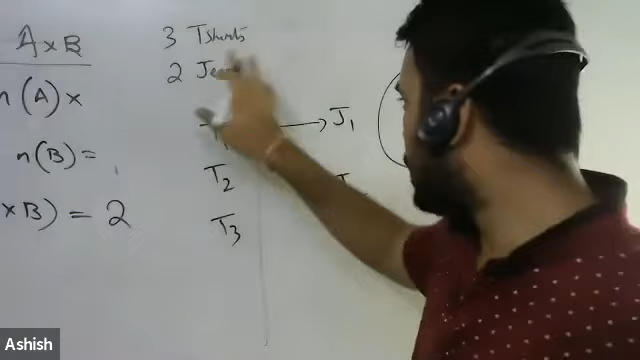 A x B
n(A) x
n(B) =
x B) = 2
3 Tshirts
2
J1
T2
T3
Ashish